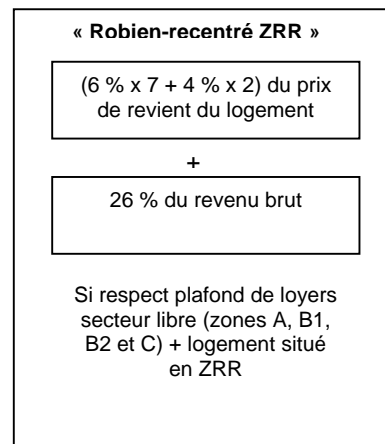 « Robien-recentré ZRR »
(6 % x 7 + 4 % x 2) du prix
de revient du logement
+
26 % du revenu brut
Si respect plafond de loyers
secteur libre (zones A, B1,
B2 et C) + logement situé
en ZRR